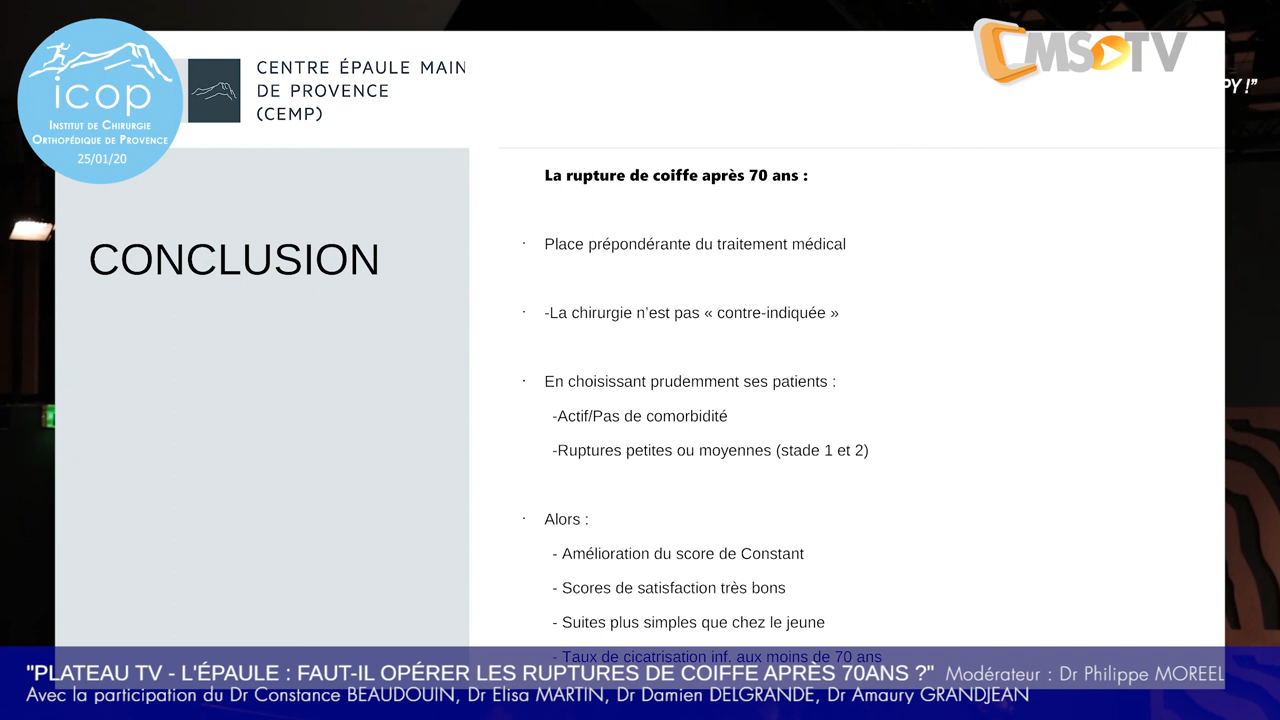 icop
INSTITUT DE CHIRURGIE
ORTHOPÉDIQUE DE PROVENCE
25/01/20
CENTRE ÉPAULE MAIN
DE PROVENCE
(CEMP)
CMS TV
PY !”
CONCLUSION
La rupture de coiffe après 70 ans :
· Place prépondérante du traitement médical
· -La chirurgie n’est pas « contre-indiquée »
· En choisissant prudemment ses patients :
-Actif/Pas de comorbidité
-Ruptures petites ou moyennes (stade 1 et 2)
· Alors :
- Amélioration du score de Constant
- Scores de satisfaction très bons
- Suites plus simples que chez le jeune
- Taux de cicatrisation inf. aux moins de 70 ans
"PLATEAU TV - L'ÉPAULE : FAUT-IL OPÉRER LES RUPTURES DE COIFFE APRÈS 70ANS ?" Modérateur : Dr Philippe MOREEL
Avec la participation du Dr Constance BEAUDOUIN, Dr Elisa MARTIN, Dr Damien DELGRANDE, Dr Amaury GRANDJEAN